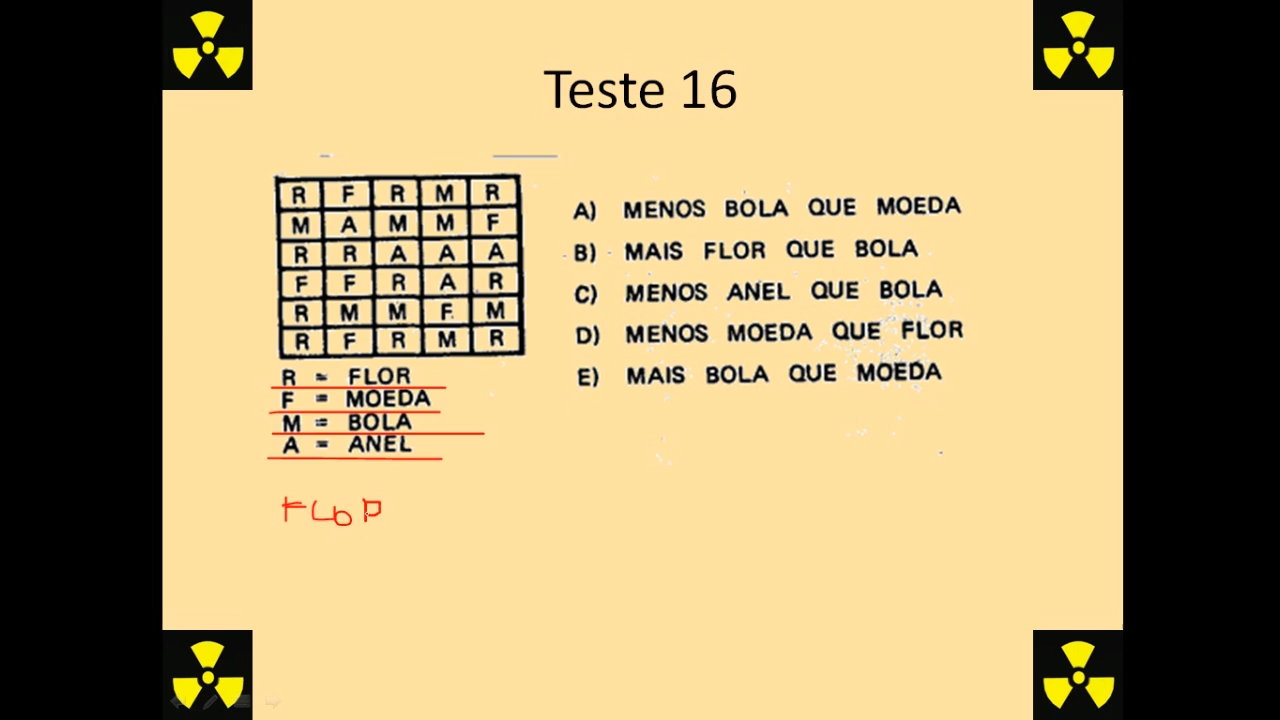 Teste 16
R F R M R
M A M M F
R R A A A
F F R A R
R M M F. M
R F R M R
R = FLOR
F = MOEDA
M = BOLA
A = ANEL
A) MENOS BOLA QUE MOEDA
B) MAIS FLOR QUE BOLA
C) MENOS ANEL QUE BOLA
D) MENOS MOEDA QUE FLOR
E) MAIS BOLA QUE MOEDA
FLOR